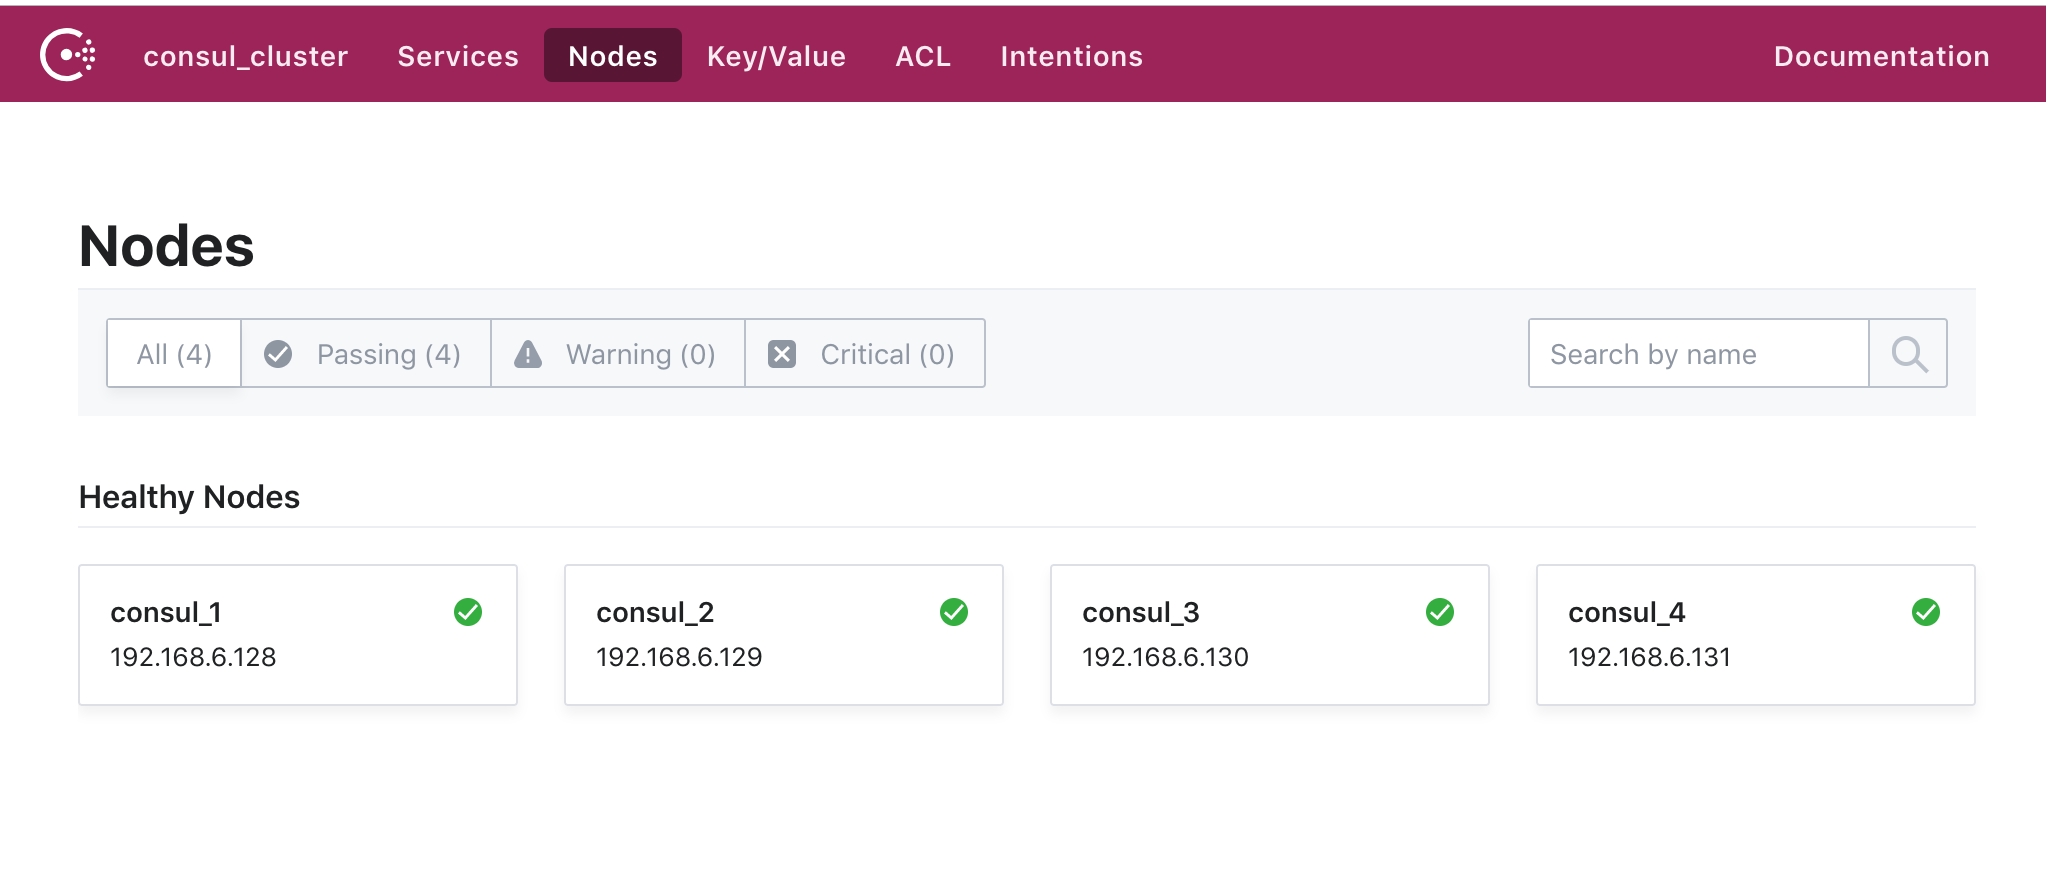 consul_cluster Services Nodes Key/Value ACL Intentions Documentation
Nodes
All (4) Passing (4) Warning (0) Critical (0) Search by name
Healthy Nodes
consul_1 consul_2 consul_3 consul_4
192.168.6.128 192.168.6.129 192.168.6.130 192.168.6.131